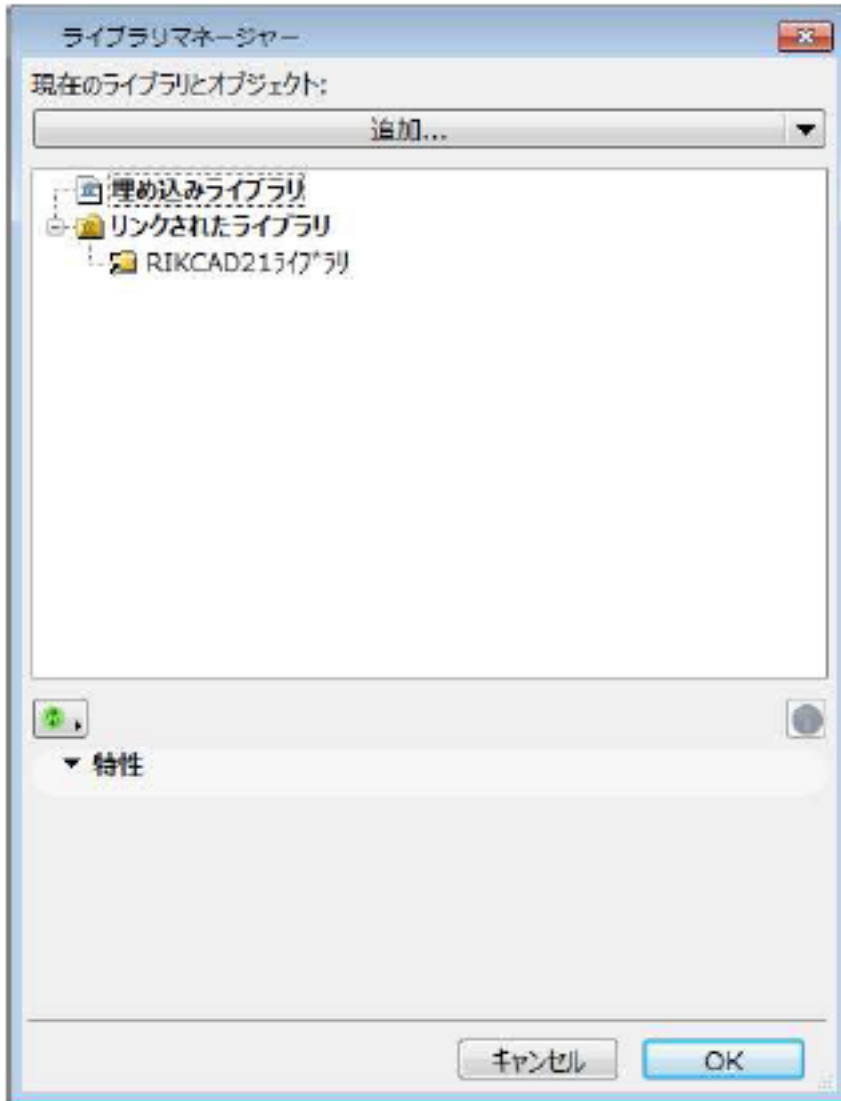 ライブラリマネージャー
現在のライブラリとオブジェクト:
追加...
埋め込みライブラリ
リンクされたライブラリ
RIKCAD21ﾗｲﾌﾞﾗﾘ
特性
キャンセル
OK